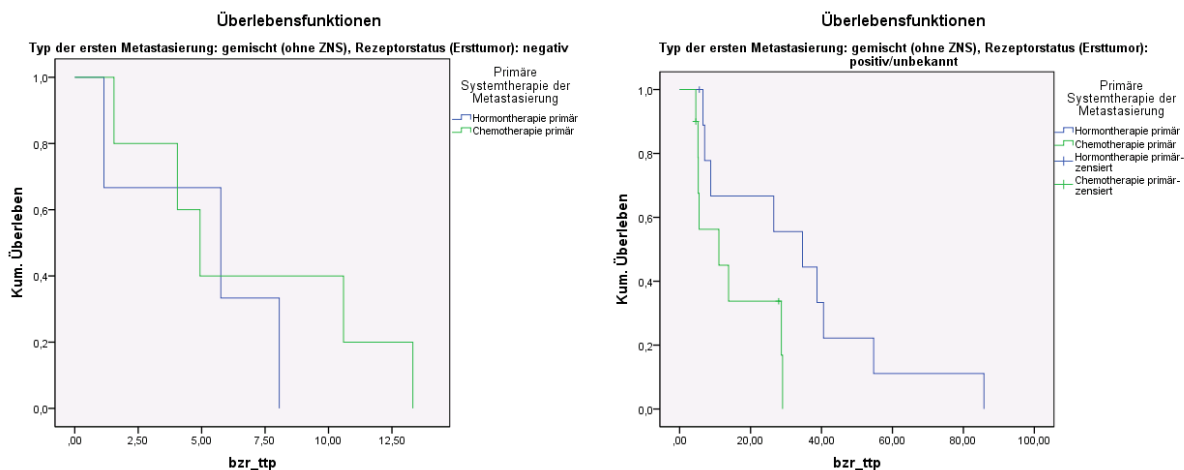 Überlebensfunktionen
Typ der ersten Metastasierung: gemischt (ohne ZNS), Rezeptorstatus (Ersttumor): negativ
Kum. Überleben
1,0
0,8
0,6
0,4
0,2
0,0
,00
2,50
5,00
7,50
10,00
12,50
bzr_ttp
Primäre
Systemtherapie der
Metastasierung
Hormontherapie primär
Chemotherapie primär
Überlebensfunktionen
Typ der ersten Metastasierung: gemischt (ohne ZNS), Rezeptorstatus (Ersttumor):
positiv/unbekannt
Kum. Überleben
1,0
0,8
0,6
0,4
0,2
0,0
,00
20,00
40,00
60,00
80,00
100,00
bzr_ttp
Primäre
Systemtherapie der
Metastasierung
Hormontherapie primär
Chemotherapie primär
Hormontherapie primär-
zensiert
Chemotherapie primär-
zensiert